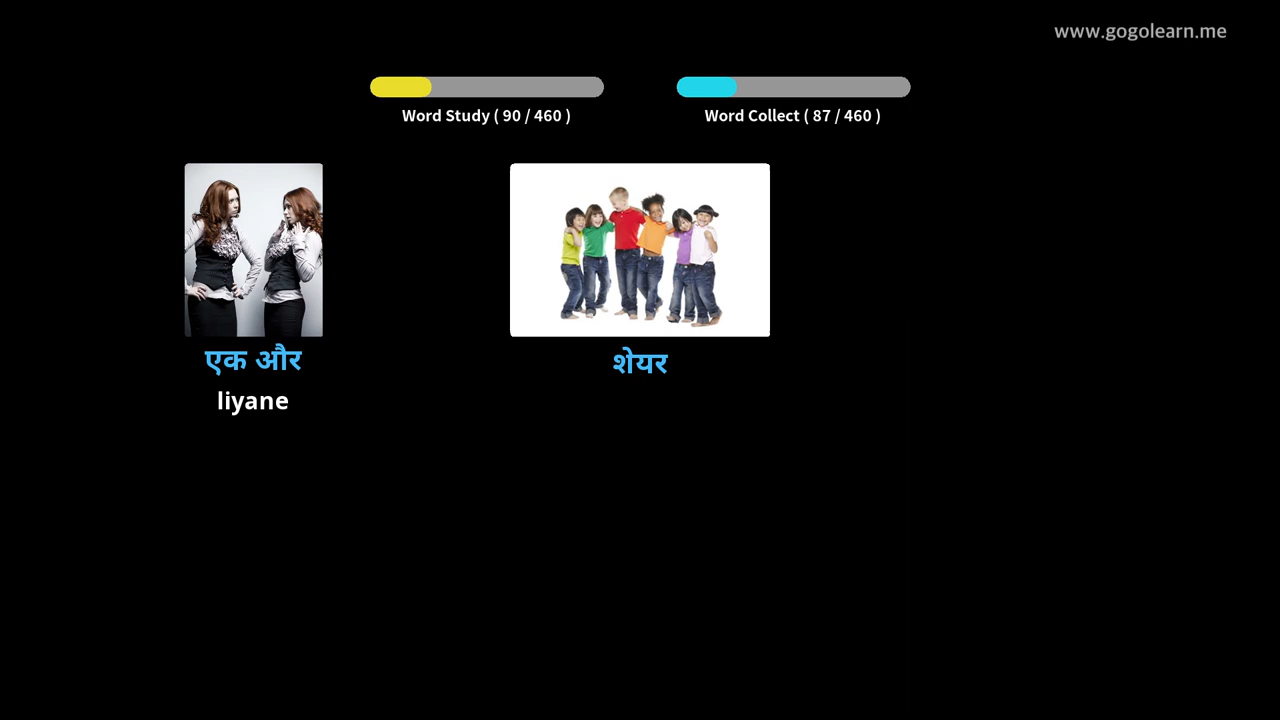 www.gogolearn.me
Word Study ( 90 / 460 )
Word Collect ( 87 / 460 )
एक और
liyane
शेयर